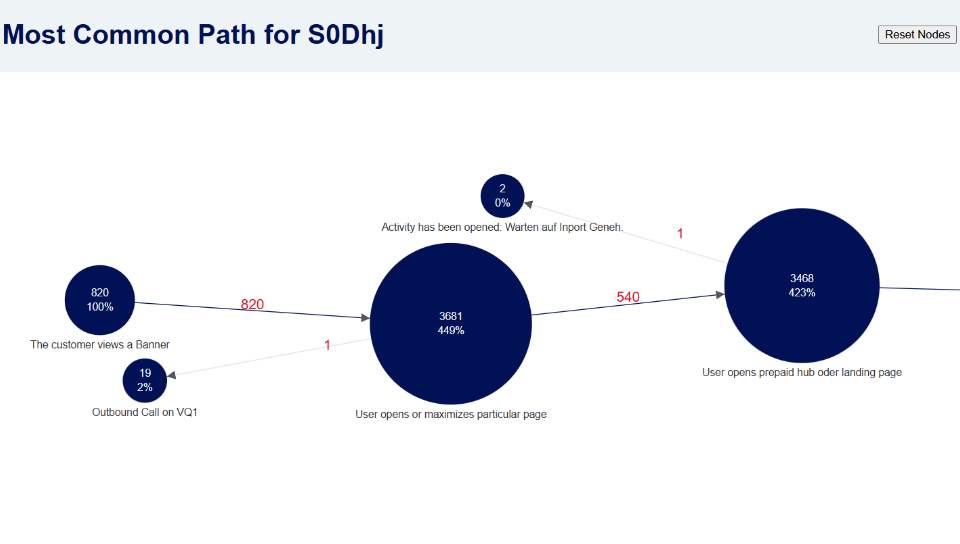 Most Common Path for S0Dhj
Reset Nodes
2
0%
Activity has been opened: Warten auf Inport Geneh.
1
820
100%
The customer views a Banner
820
3681
449%
User opens or maximizes particular page
540
3468
423%
User opens prepaid hub oder landing page
1
19
2%
Outbound Call on VQ1